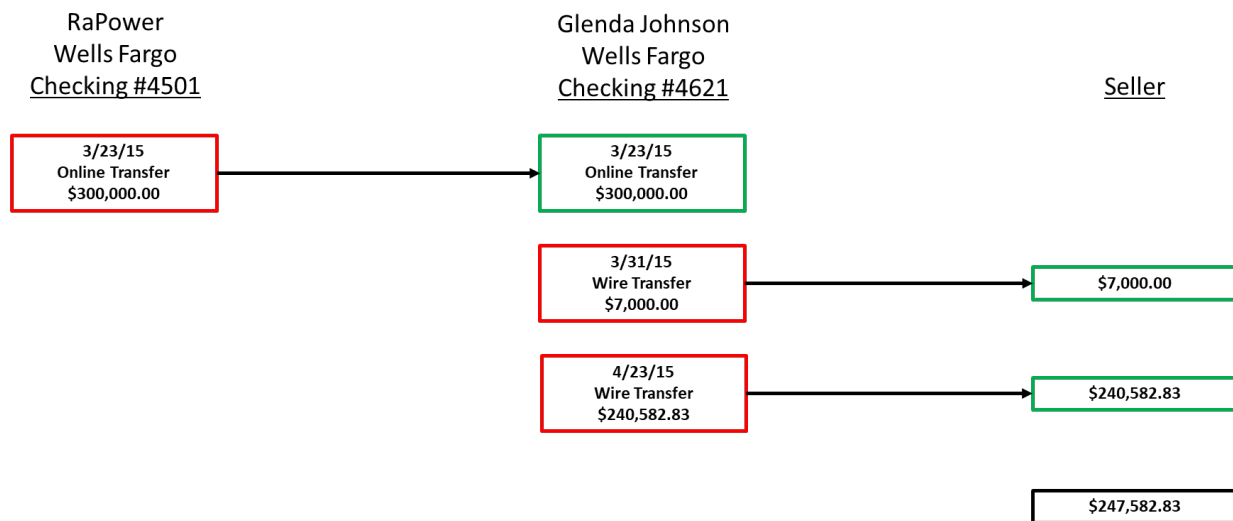 RaPower
Wells Fargo
Checking #4501
Glenda Johnson
Wells Fargo
Checking #4621
Seller
3/23/15
Online Transfer
$300,000.00
3/23/15
Online Transfer
$300,000.00
3/31/15
Wire Transfer
$7,000.00
$7,000.00
4/23/15
Wire Transfer
$240,582.83
$240,582.83
$247,582.83